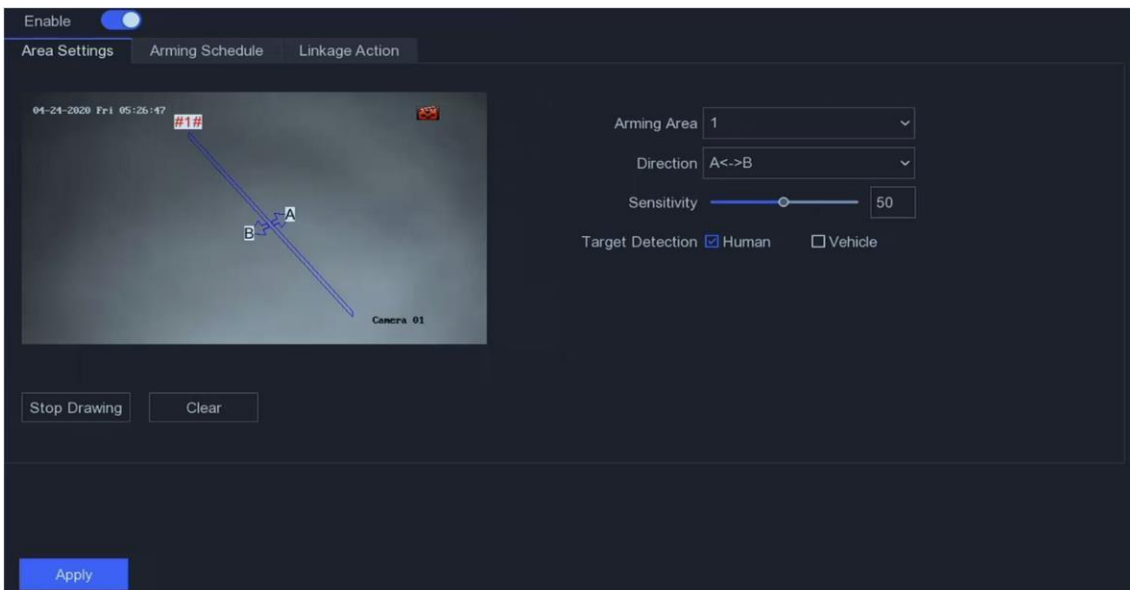 Enable
Area Settings Arming Schedule Linkage Action
04-24-2020 Fri 05:26:47
#1#
A
B
Camera 01
Arming Area 1
Direction A<->B
Sensitivity 50
Target Detection Human Vehicle
Stop Drawing Clear
Apply